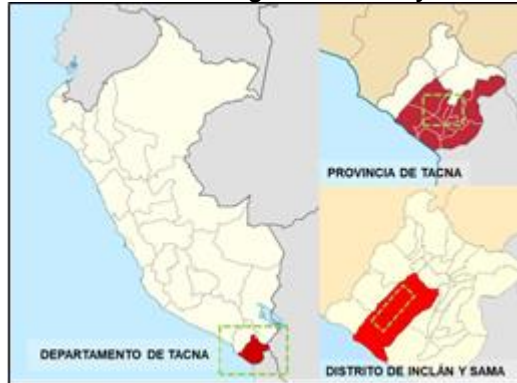 PROVINCIA DE TACNA
DEPARTAMENTO DE TACNA
DISTRITO DE INCLÁN Y SAMA